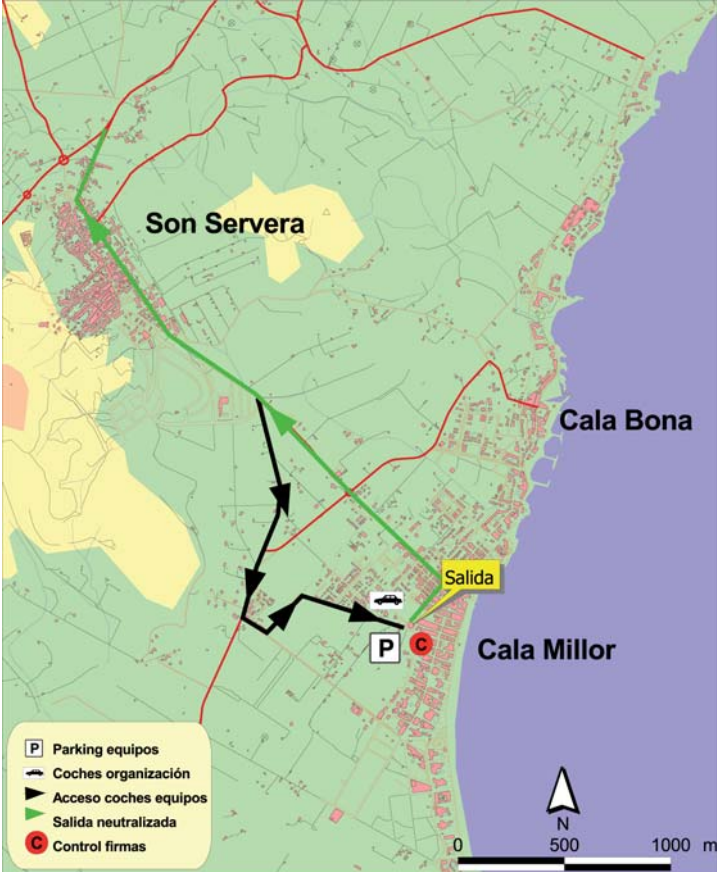 Son Servera
Cala Bona
Salida
P
C
Cala Millor
P Parking equipos
Coches organización
Acceso coches equipos
Salida neutralizada
C Control firmas
N
0 500 1000 m